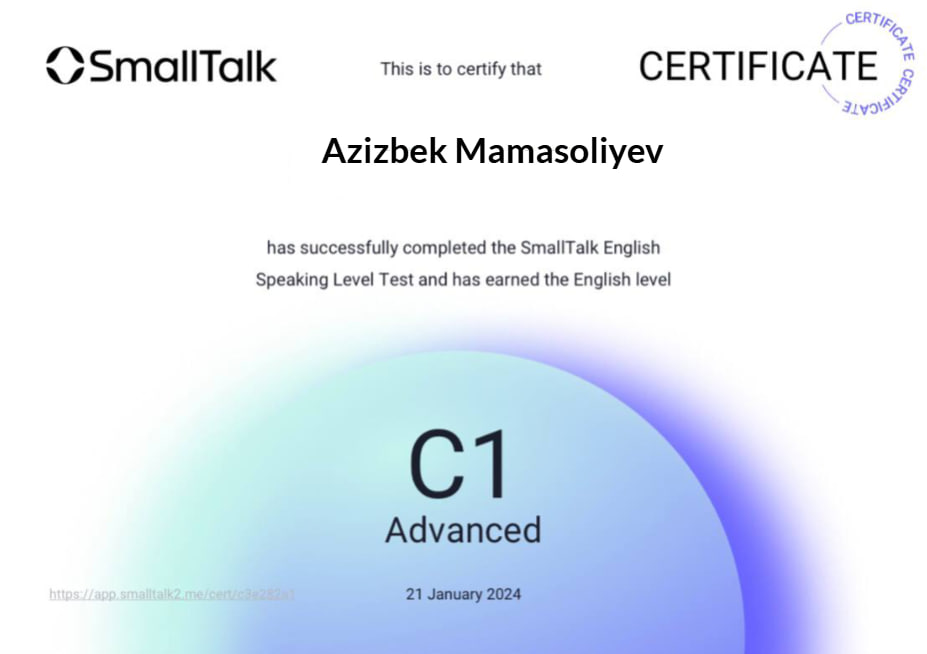 SmallTalk
This is to certify that
CERTIFICATE
CERTIFICATE CERTIFICATE
Azizbek Mamasoliyev
has successfully completed the SmallTalk English
Speaking Level Test and has earned the English level
C1
Advanced
https://app.smalltalk2.me/cert/c3e282a1
21 January 2024